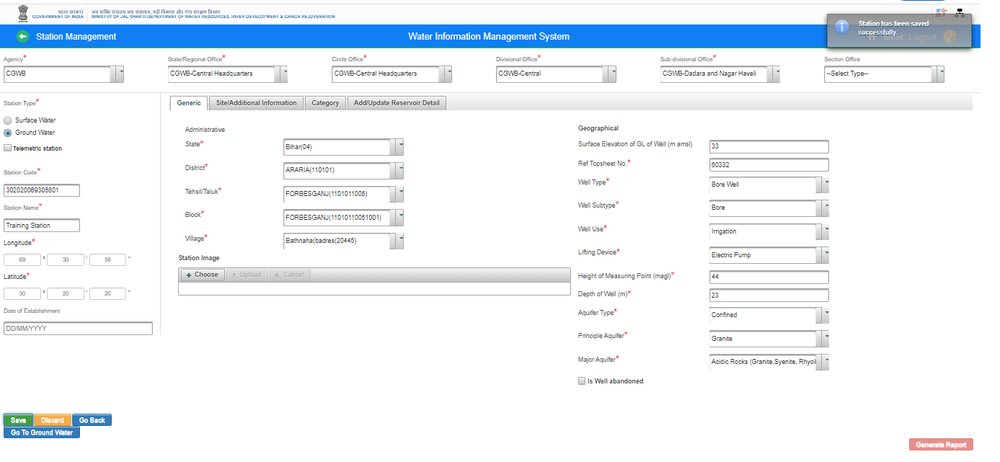 भारत सरकार
GOVERNMENT OF INDIA
जल शक्ति मंत्रालय जल संसाधन, नदी विकास और गंगा संरक्षण विभाग
MINISTRY OF JAL SHAKTI DEPARTMENT OF WATER RESOURCES, RIVER DEVELOPMENT & GANGA REJUVENATION
Station has been saved
successfully.
Station Management
Water Information Management System
Meet Logout ?
Agency*
State/Regional Office*
Circle Office*
Divisional Office*
Sub-divisional Office*
Section Office
CGWB
CGWB-Central Headquarters
CGWB-Central Headquarters
CGWB-Central
CGWB-Dadara and Nagar Haveli
--Select Type--
Station Type*
Surface Water
Ground Water
Telemetric station
Station Code*
302020069305801
Station Name*
Training Station
Longitude*
69 ° 30 ' 58 "
Latitude*
30 ° 20 ' 20 "
Date of Establishment
DD/MM/YYYY
Generic
Site/Additional Information
Category
Add/Update Reservoir Detail
Administrative
State*
Bihar(04)
District*
ARARIA(110101)
Tehsil/Taluk*
FORBESGANJ(1101011005)
Block*
FORBESGANJ(11010110051001)
Village*
Bathnaha(badres(20445)
Station Image
+ Choose
Upload
Cancel
Geographical
Surface Elevation of GL of Well (m amsl)
33
Ref Topsheet No.*
60332
Well Type*
Bore Well
Well Subtype*
Bore
Well Use*
Irrigation
Lifting Device*
Electric Pump
Height of Measuring Point (magl)*
44
Depth of Well (m)*
23
Aquifer Type*
Confined
Principle Aquifer*
Granite
Major Aquifer*
Acidic Rocks (Granite,Syenite, Rhyoli
Is Well abandoned
Save
Discard
Go Back
Go To Ground Water
Generate Report